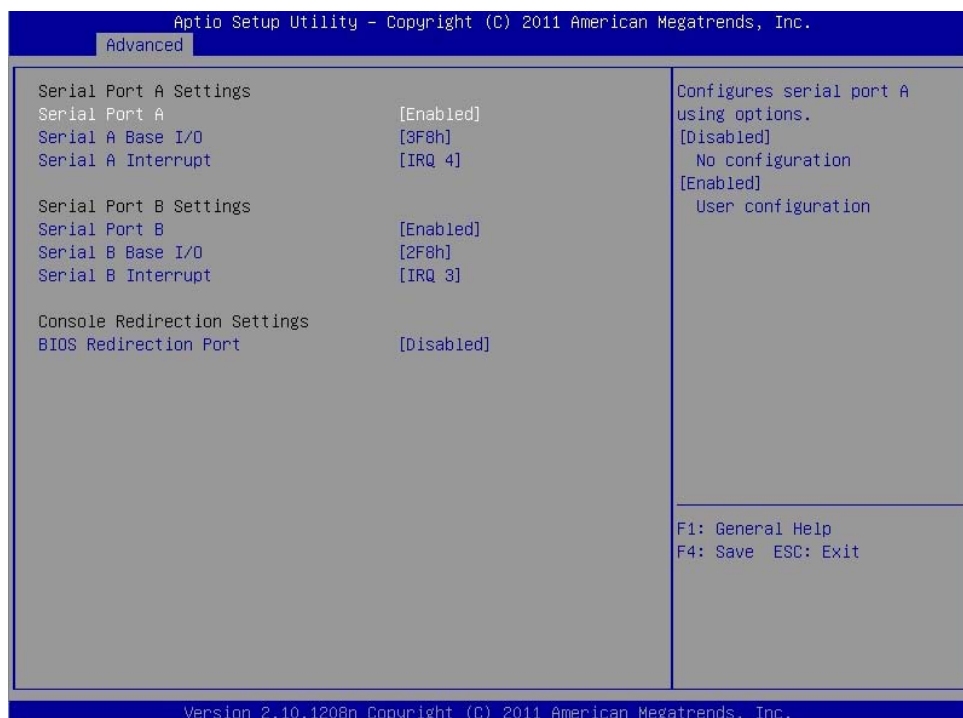 Aptio Setup Utility – Copyright (C) 2011 American Megatrends, Inc.
Advanced
Serial Port A Settings
Serial Port A [Enabled]
Serial A Base I/O [3F8h]
Serial A Interrupt [IRQ 4]
Serial Port B Settings
Serial Port B [Enabled]
Serial B Base I/O [2F8h]
Serial B Interrupt [IRQ 3]
Console Redirection Settings
BIOS Redirection Port [Disabled]
Configures serial port A
using options.
[Disabled]
No configuration
[Enabled]
User configuration
F1: General Help
F4: Save ESC: Exit
Version 2.10.1208n Copyright (C) 2011 American Megatrends, Inc.